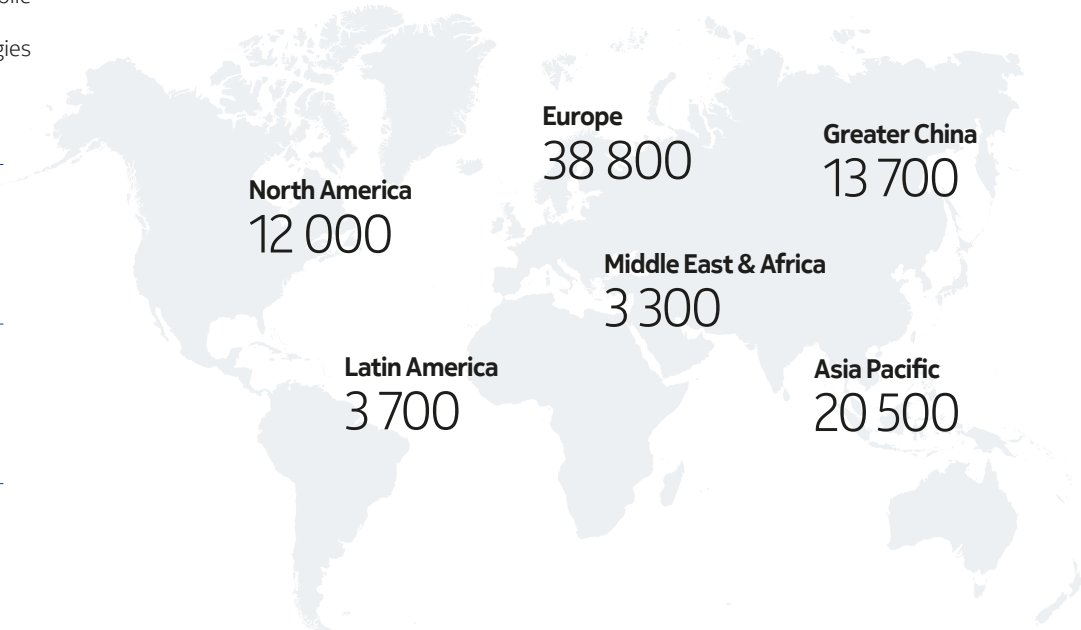 gies
Europe
38 800
Greater China
13 700
North America
12 000
Middle East & Africa
3 300
Latin America
3 700
Asia Pacific
20 500